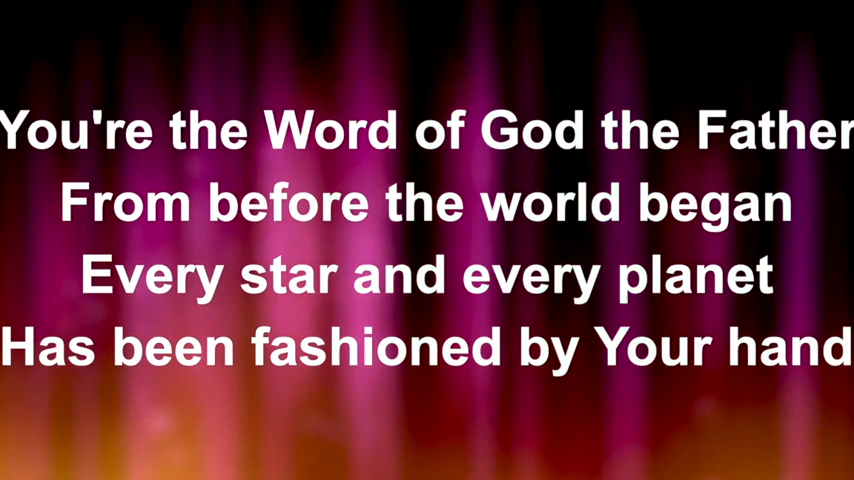 You're the Word of God the Father
From before the world began
Every star and every planet
Has been fashioned by Your hand